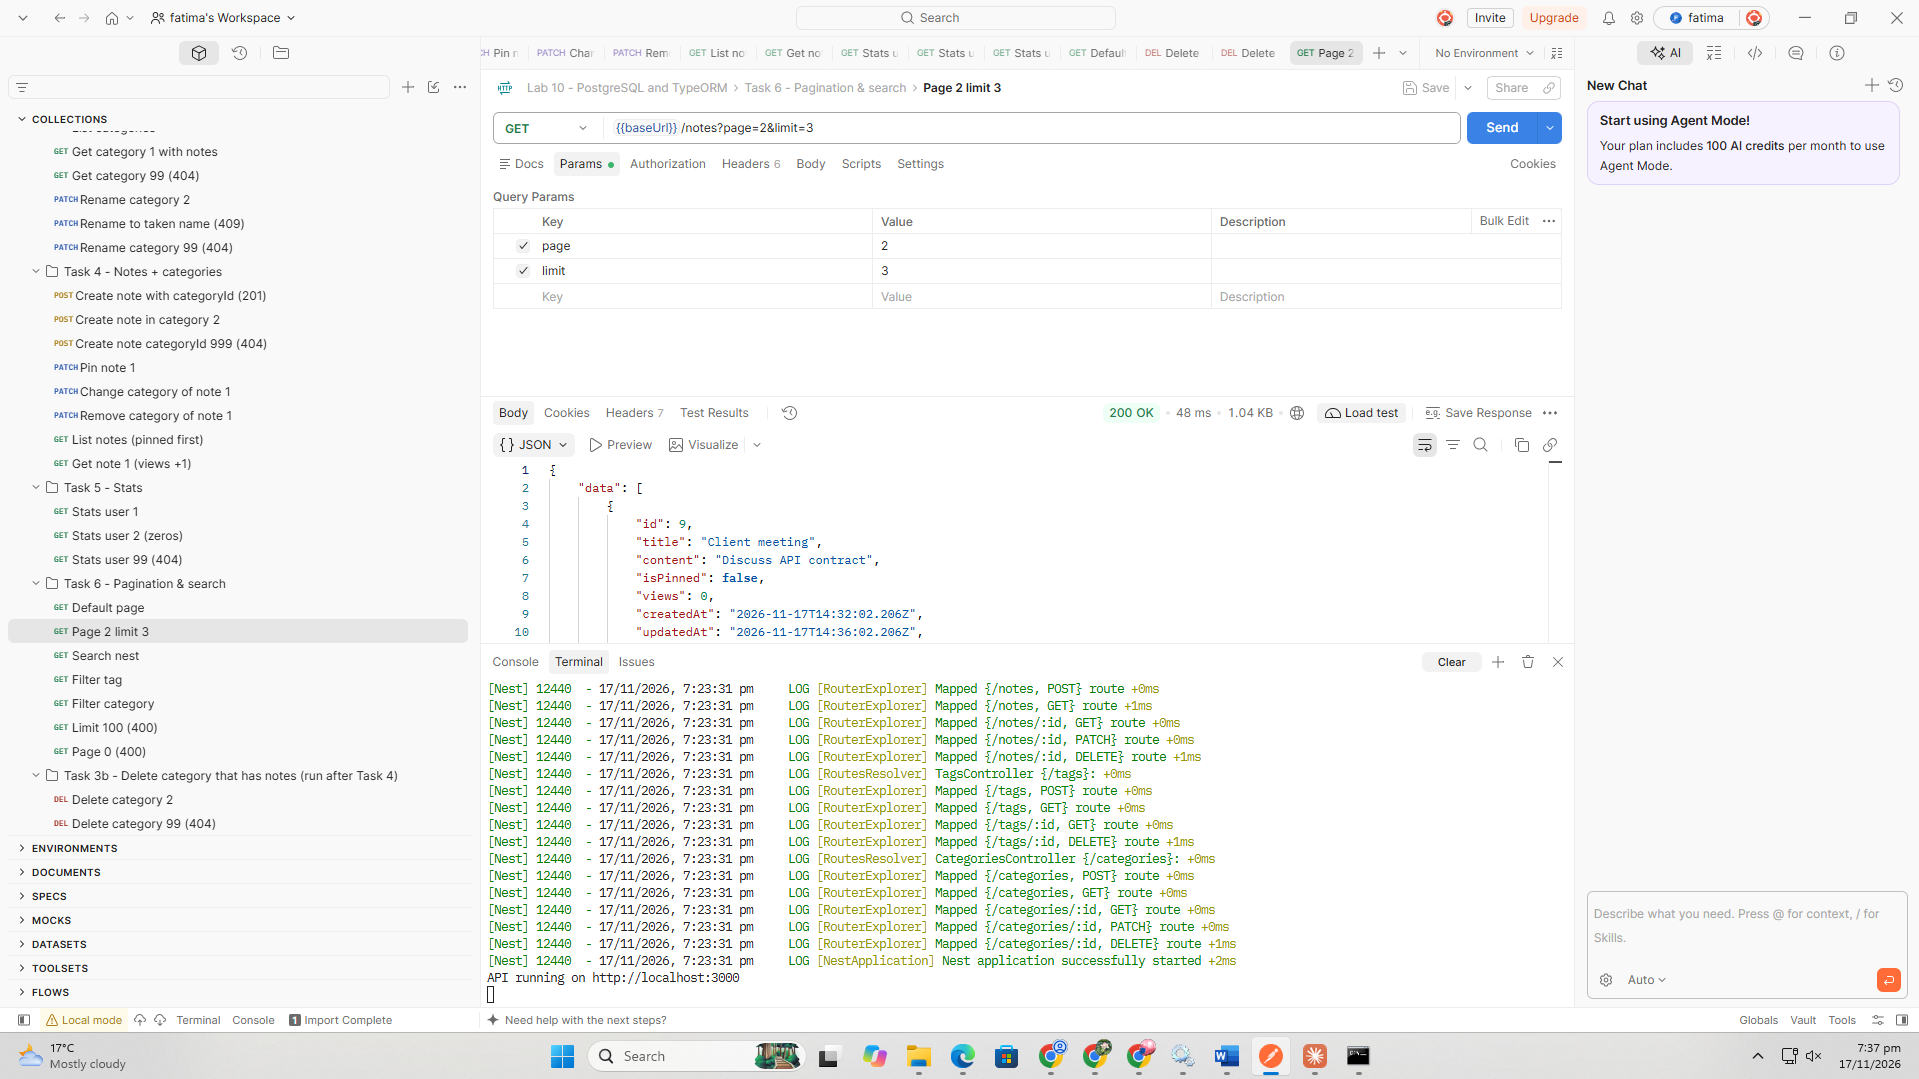 fatima's Workspace
Search
Invite
Upgrade
fatima
Pin n
PATCH Char
PATCH Rem
GET List no
GET Get no
GET Stats u
GET Stats u
GET Stats u
GET Defaul
DEL Delete
DEL Delete
GET Page 2
No Environment
AI
COLLECTIONS
List categories
GET Get category 1 with notes
GET Get category 99 (404)
PATCH Rename category 2
PATCH Rename to taken name (409)
PATCH Rename category 99 (404)
Task 4 - Notes + categories
POST Create note with categoryId (201)
POST Create note in category 2
POST Create note categoryId 999 (404)
PATCH Pin note 1
PATCH Change category of note 1
PATCH Remove category of note 1
GET List notes (pinned first)
GET Get note 1 (views +1)
Task 5 - Stats
GET Stats user 1
GET Stats user 2 (zeros)
GET Stats user 99 (404)
Task 6 - Pagination & search
GET Default page
GET Page 2 limit 3
GET Search nest
GET Filter tag
GET Filter category
GET Limit 100 (400)
GET Page 0 (400)
Task 3b - Delete category that has notes (run after Task 4)
DEL Delete category 2
DEL Delete category 99 (404)
ENVIRONMENTS
DOCUMENTS
SPECS
MOCKS
DATASETS
TOOLSETS
FLOWS
HTTP Lab 10 - PostgreSQL and TypeORM > Task 6 - Pagination & search > Page 2 limit 3
Save
Share
GET
{{baseUrl}} /notes?page=2&limit=3
Send
Docs Params Authorization Headers 6 Body Scripts Settings
Cookies
Query Params
Key Value Description Bulk Edit
page 2
limit 3
Key Value Description
Body Cookies Headers 7 Test Results
200 OK • 48 ms • 1.04 KB
Load test
e.g. Save Response
{} JSON Preview Visualize
1 {
2 "data": [
3 {
4 "id": 9,
5 "title": "Client meeting",
6 "content": "Discuss API contract",
7 "isPinned": false,
8 "views": 0,
9 "createdAt": "2026-11-17T14:32:02.206Z",
10 "updatedAt": "2026-11-17T14:36:02.206Z",
Console Terminal Issues
Clear
[Nest] 12440 - 17/11/2026, 7:23:31 pm LOG [RouterExplorer] Mapped {/notes, POST} route +0ms
[Nest] 12440 - 17/11/2026, 7:23:31 pm LOG [RouterExplorer] Mapped {/notes, GET} route +1ms
[Nest] 12440 - 17/11/2026, 7:23:31 pm LOG [RouterExplorer] Mapped {/notes/:id, GET} route +0ms
[Nest] 12440 - 17/11/2026, 7:23:31 pm LOG [RouterExplorer] Mapped {/notes/:id, PATCH} route +0ms
[Nest] 12440 - 17/11/2026, 7:23:31 pm LOG [RouterExplorer] Mapped {/notes/:id, DELETE} route +1ms
[Nest] 12440 - 17/11/2026, 7:23:31 pm LOG [RoutesResolver] TagsController {/tags}: +0ms
[Nest] 12440 - 17/11/2026, 7:23:31 pm LOG [RouterExplorer] Mapped {/tags, POST} route +0ms
[Nest] 12440 - 17/11/2026, 7:23:31 pm LOG [RouterExplorer] Mapped {/tags, GET} route +0ms
[Nest] 12440 - 17/11/2026, 7:23:31 pm LOG [RouterExplorer] Mapped {/tags/:id, GET} route +0ms
[Nest] 12440 - 17/11/2026, 7:23:31 pm LOG [RouterExplorer] Mapped {/tags/:id, DELETE} route +1ms
[Nest] 12440 - 17/11/2026, 7:23:31 pm LOG [RoutesResolver] CategoriesController {/categories}: +0ms
[Nest] 12440 - 17/11/2026, 7:23:31 pm LOG [RouterExplorer] Mapped {/categories, POST} route +0ms
[Nest] 12440 - 17/11/2026, 7:23:31 pm LOG [RouterExplorer] Mapped {/categories, GET} route +0ms
[Nest] 12440 - 17/11/2026, 7:23:31 pm LOG [RouterExplorer] Mapped {/categories/:id, GET} route +0ms
[Nest] 12440 - 17/11/2026, 7:23:31 pm LOG [RouterExplorer] Mapped {/categories/:id, PATCH} route +0ms
[Nest] 12440 - 17/11/2026, 7:23:31 pm LOG [RouterExplorer] Mapped {/categories/:id, DELETE} route +1ms
[Nest] 12440 - 17/11/2026, 7:23:31 pm LOG [NestApplication] Nest application successfully started +2ms
API running on http://localhost:3000
New Chat
Start using Agent Mode!
Your plan includes 100 AI credits per month to use
Agent Mode.
Describe what you need. Press @ for context, / for
Skills.
Auto
Local mode
Terminal
Console
1 Import Complete
Need help with the next steps?
Globals Vault Tools
17°C
Mostly cloudy
Search
7:37 pm
17/11/2026